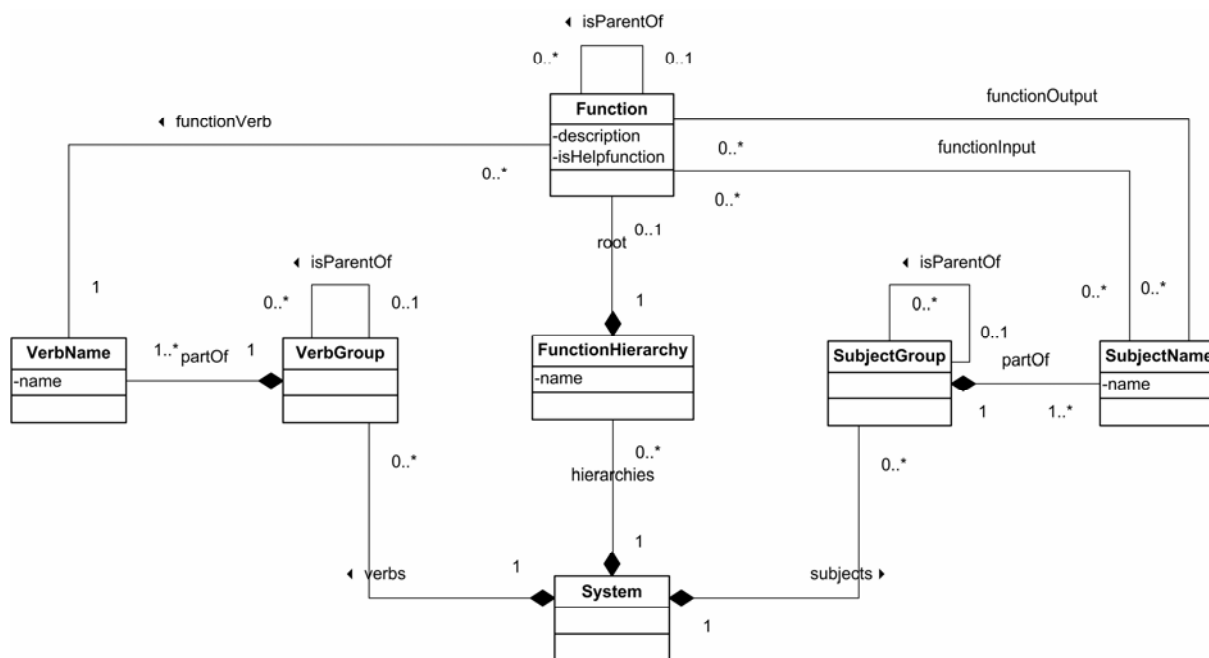 ◀ isParentOf
0..*
0..1
Function
-description
-isHelpfunction
functionOutput
◀ functionVerb
0..*
0..*
functionInput
0..*
0..1
root
◀ isParentOf
0..*
0..1
◀ isParentOf
0..*
0..1
1
1
0..*
0..*
VerbName
-name
1..*
partOf
1
VerbGroup
FunctionHierarchy
-name
SubjectGroup
partOf
1
1..*
SubjectName
-name
0..*
0..*
hierarchies
0..*
◀ verbs
1
1
System
subjects ▶
1